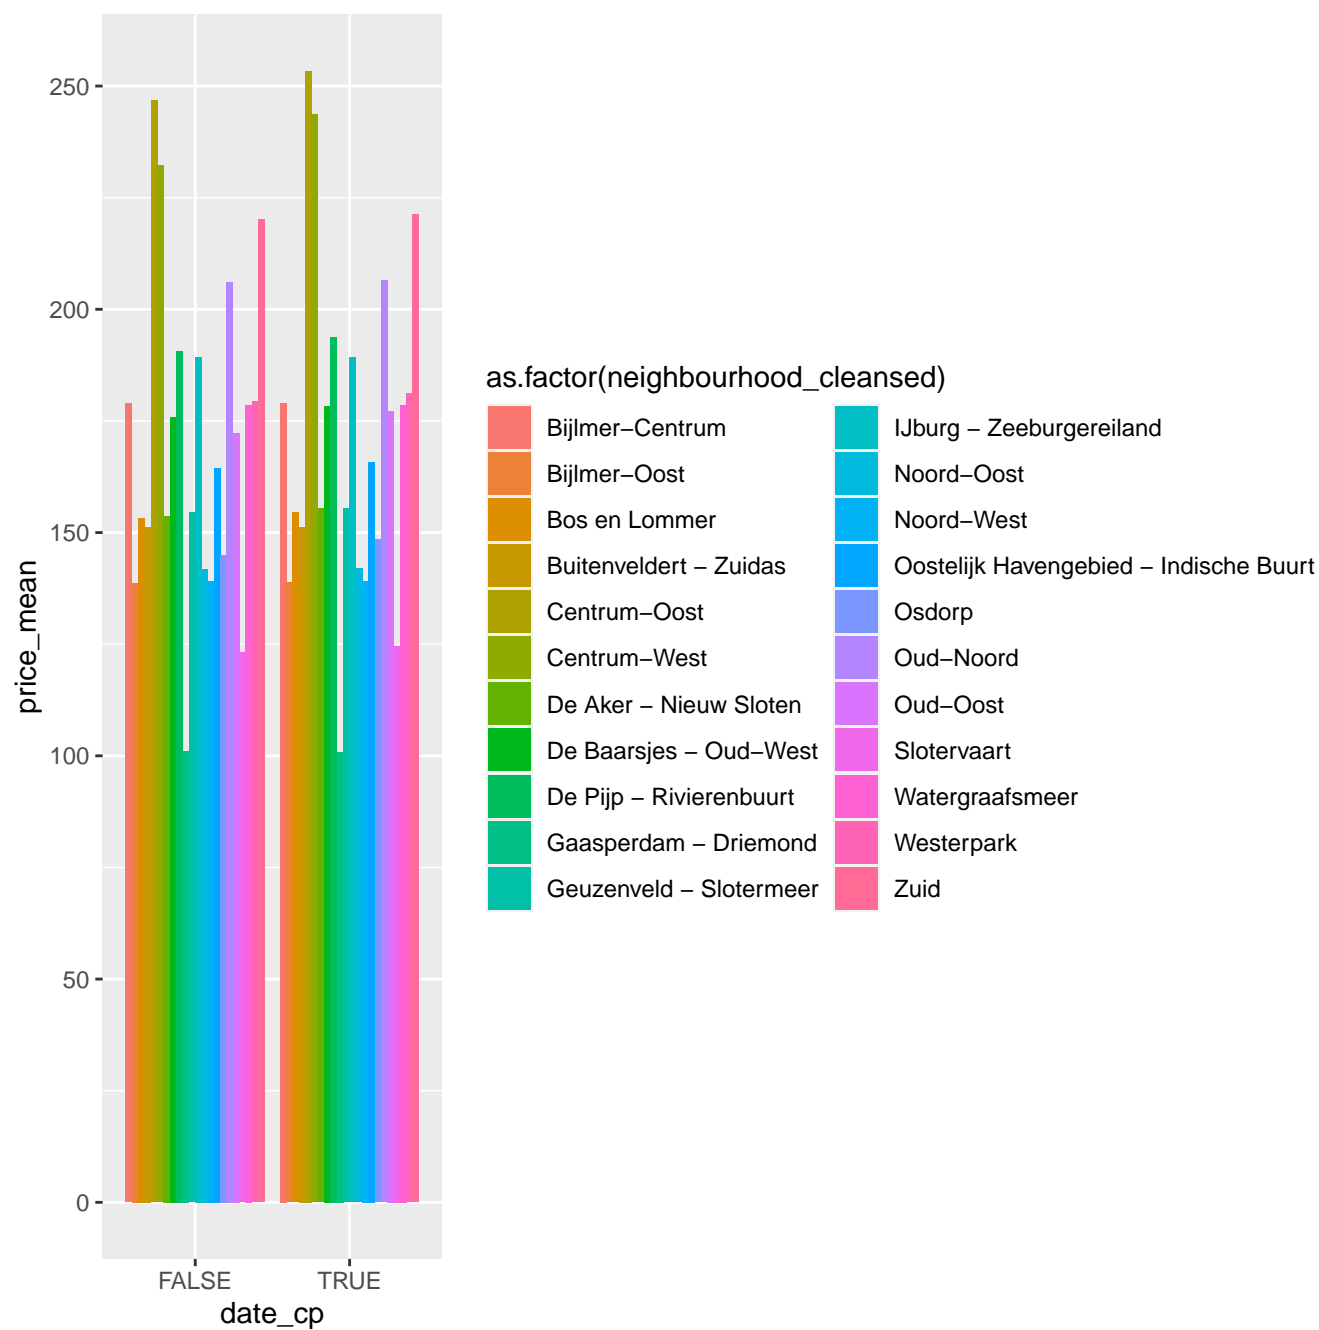 250
200
150
100
50
0
price_mean
FALSE TRUE
date_cp
as.factor(neighbourhood_cleansed)
Bijlmer−Centrum
Bijlmer−Oost
Bos en Lommer
Buitenveldert − Zuidas
Centrum−Oost
Centrum−West
De Aker − Nieuw Sloten
De Baarsjes − Oud−West
De Pijp − Rivierenbuurt
Gaasperdam − Driemond
Geuzenveld − Slotermeer
IJburg − Zeeburgereiland
Noord−Oost
Noord−West
Oostelijk Havengebied − Indische Buurt
Osdorp
Oud−Noord
Oud−Oost
Slotervaart
Watergraafsmeer
Westerpark
Zuid